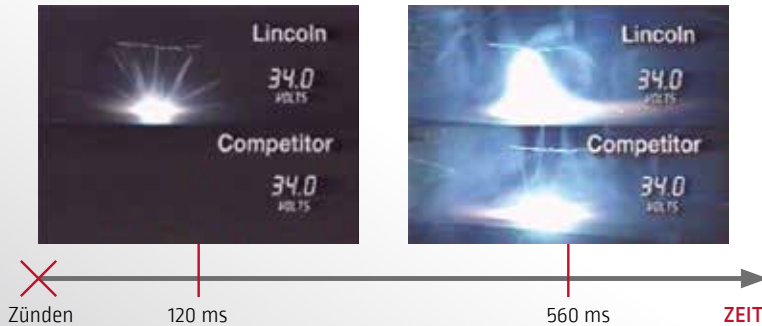 Lincoln
34.0
VOLTS
Competitor
34.0
VOLTS
Lincoln
34.0
VOLTS
Competitor
34.0
VOLTS
Zünden
120 ms
560 ms
ZEIT